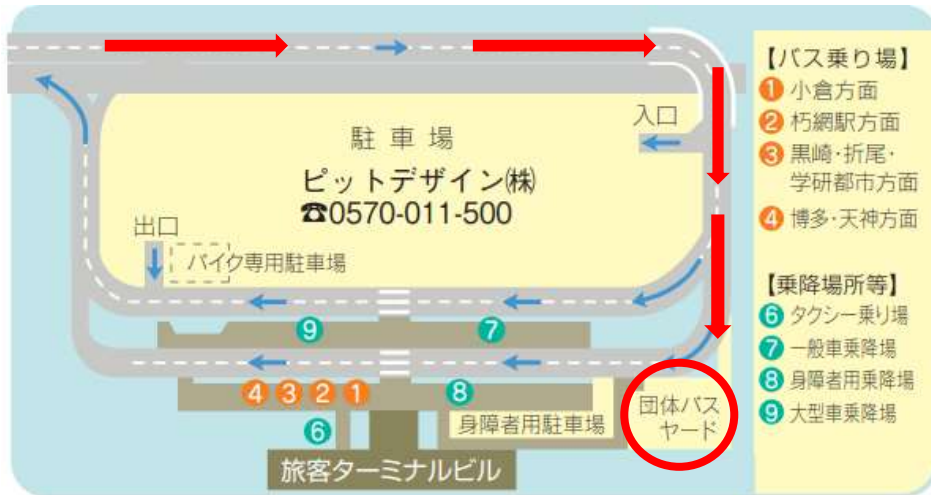 駐車場
ピットデザイン㈱
☎0570-011-500
入口
出口
バイク専用駐車場
9
7
4 3 2 1
8
6
身障者用駐車場
団体バス
ヤード
旅客ターミナルビル
【バス乗り場】
1 小倉方面
2 朽網駅方面
3 黒崎・折尾・
学研都市方面
4 博多・天神方面
【乗降場所等】
6 タクシー乗り場
7 一般車乗降場
8 身障者用乗降場
9 大型車乗降場